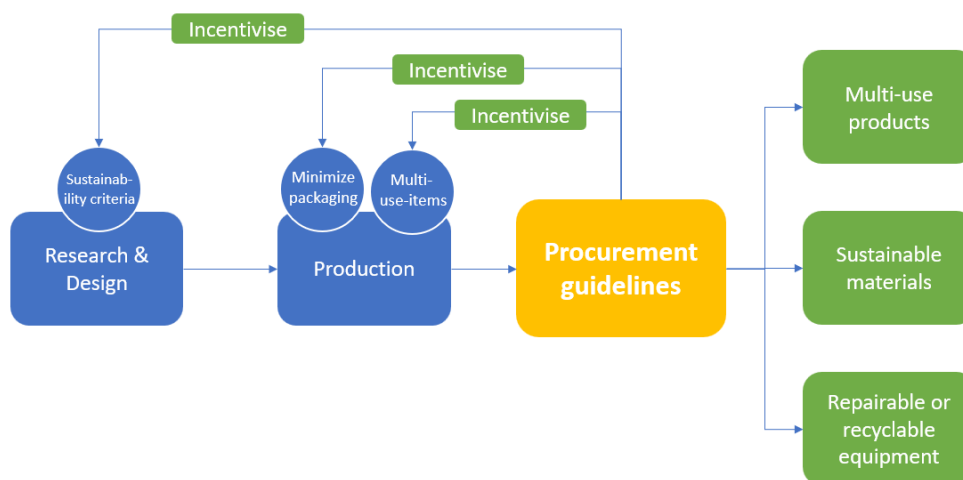 Incentivise
Incentivise
Incentivise
Sustainab-
ility criteria
Minimize
packaging
Multi-
use-items
Research &
Design
Production
Procurement
guidelines
Multi-use
products
Sustainable
materials
Repairable or
recyclable
equipment